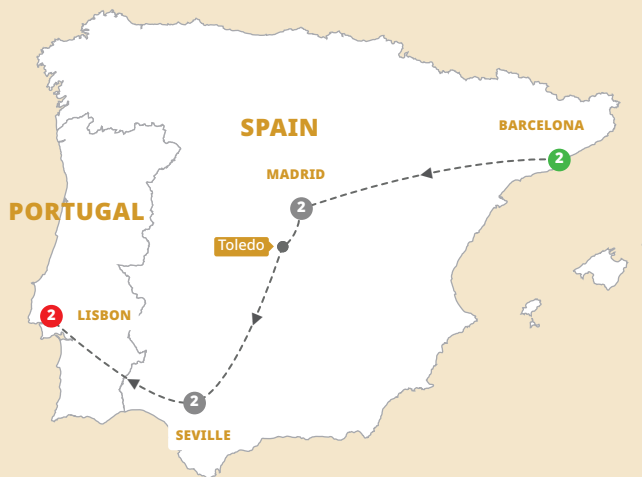 SPAIN
BARCELONA
2
MADRID
2
PORTUGAL
Toledo
2
LISBON
2
SEVILLE